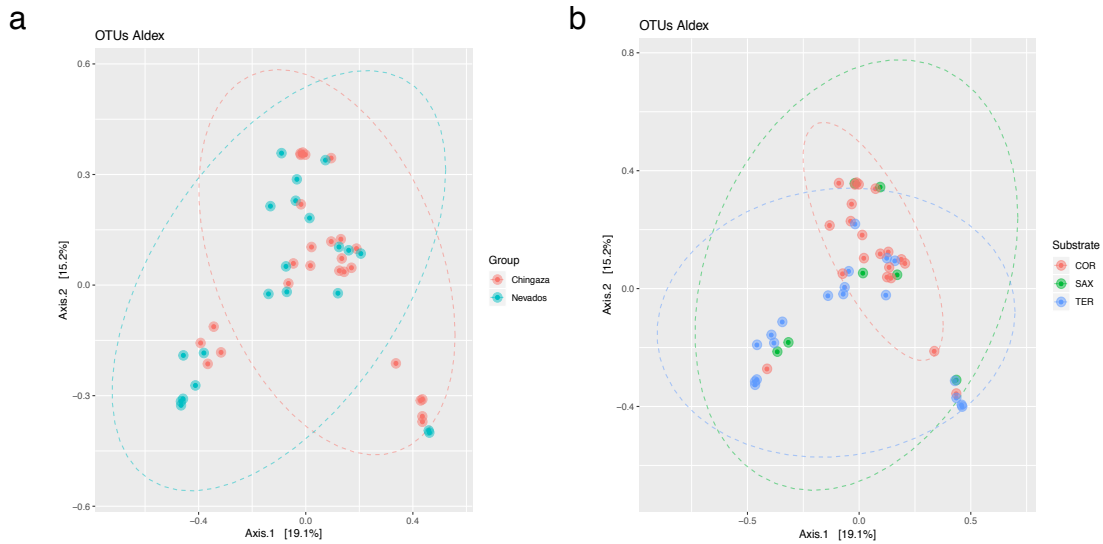 a
OTUs Aldex
0.6
0.3
0.0
−0.3
−0.6
Axis.2 [15.2%]
−0.4
0.0
0.4
Axis.1 [19.1%]
Group
Chingaza
Nevados
b
OTUs Aldex
0.8
0.4
0.0
−0.4
Axis.2 [15.2%]
−0.5
0.0
0.5
Axis.1 [19.1%]
Substrate
COR
SAX
TER